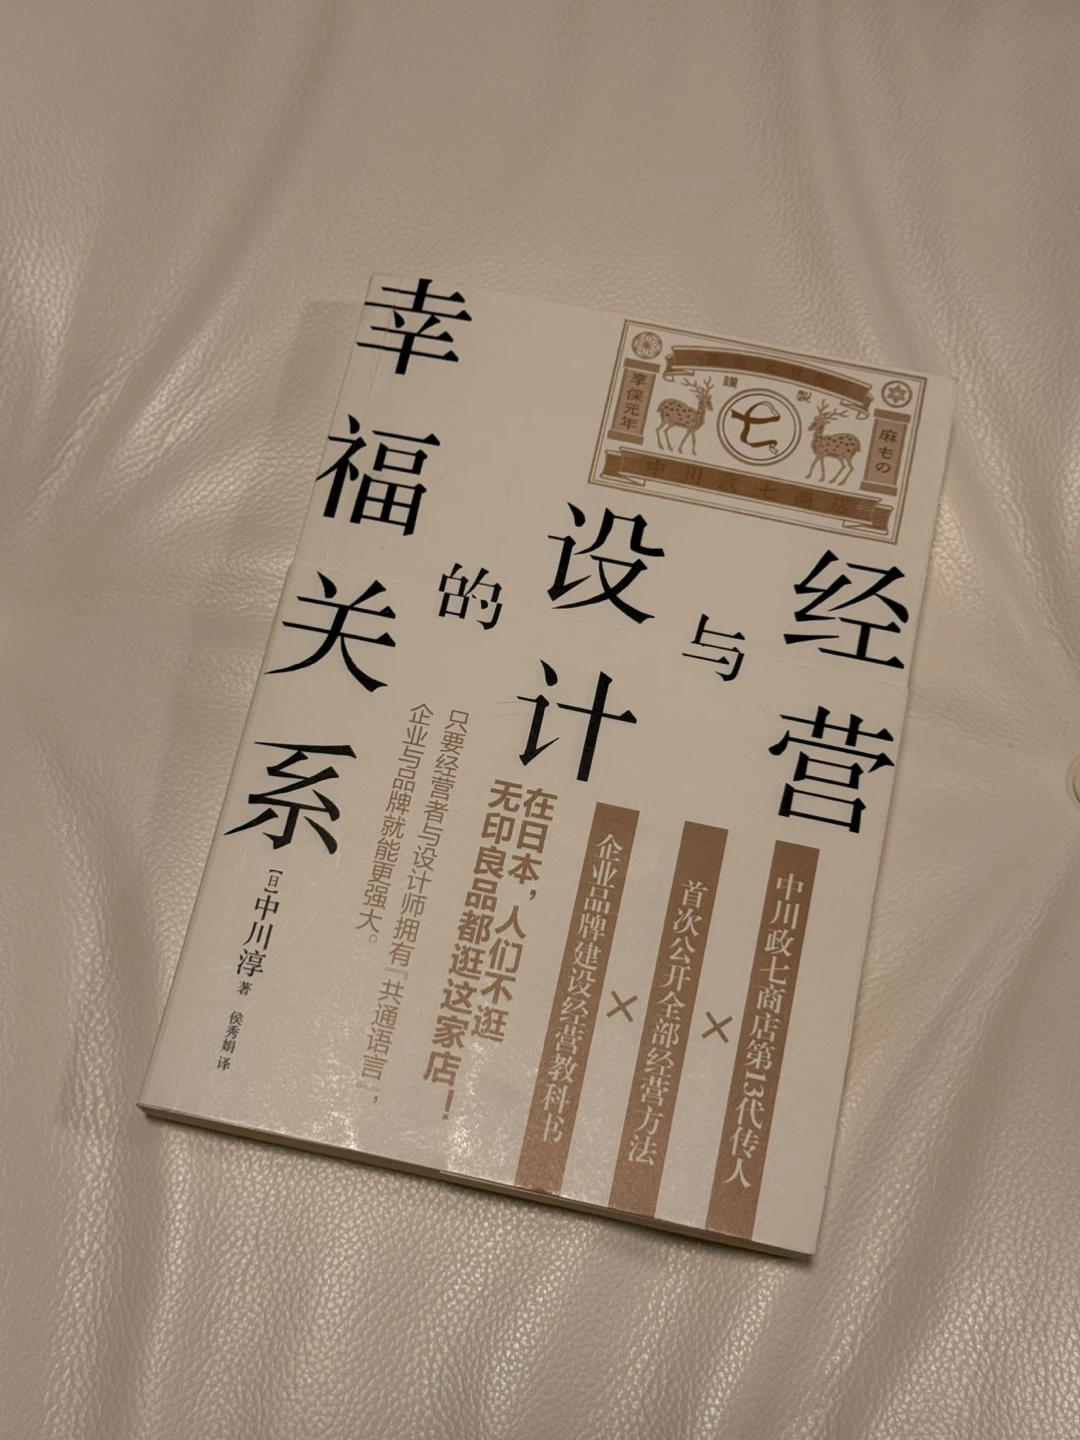 经营
与
设计
的
幸福关系
享保元年
謹製
七
麻もの
中川政七商店
中川政七商店第13代传人
×
首次公开全部经营方法
×
企业品牌建设经营教科书
在日本，人们不逛
无印良品都逛这家店！
只要经营者与设计师拥有“共通语言”，
企业与品牌就能更强大。
[日]中川淳 著
侯秀娟 译